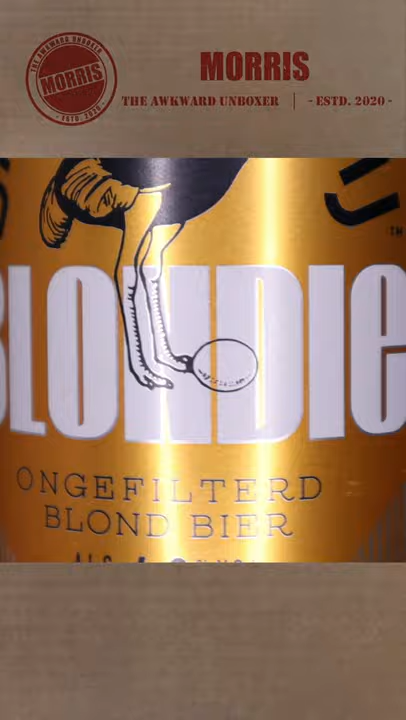 THE AWKWARD UNBOXER
MORRIS
- ESTD. 2020 -
MORRIS
THE AWKWARD UNBOXER | - ESTD. 2020 -
TM
BLONDIE
ONGEFILTERD
BLOND BIER